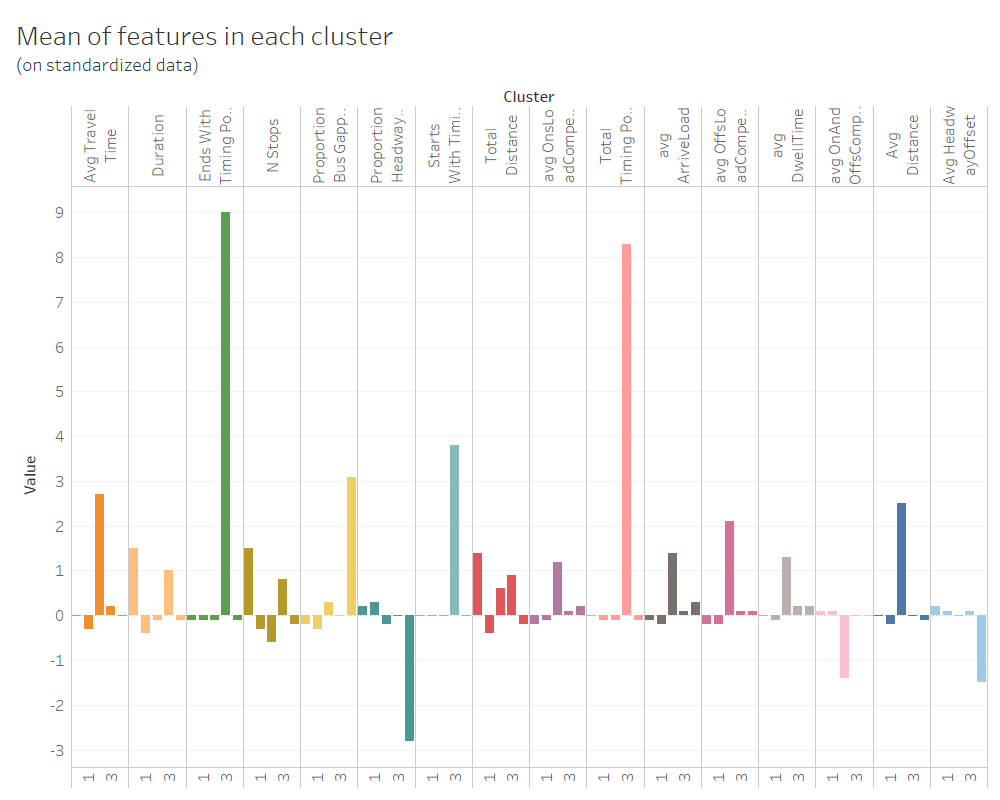 Mean of features in each cluster
(on standardized data)
Cluster
Avg Travel
Time
Duration
Ends With
Timing Po..
N Stops
Proportion
Bus Gapp..
Proportion
Headway..
Starts
With Timi..
Total
Distance
avg OnsLo
adCompe..
Total
Timing Po..
avg
ArriveLoad
avg OffsLo
adCompe..
avg
DwellTime
avg OnAnd
OffsComp..
Avg
Distance
Avg Headw
ayOffset
Value
9
8
7
6
5
4
3
2
1
0
-1
-2
-3
1 3 1 3 1 3 1 3 1 3 1 3 1 3 1 3 1 3 1 3 1 3 1 3 1 3 1 3 1 3 1 3